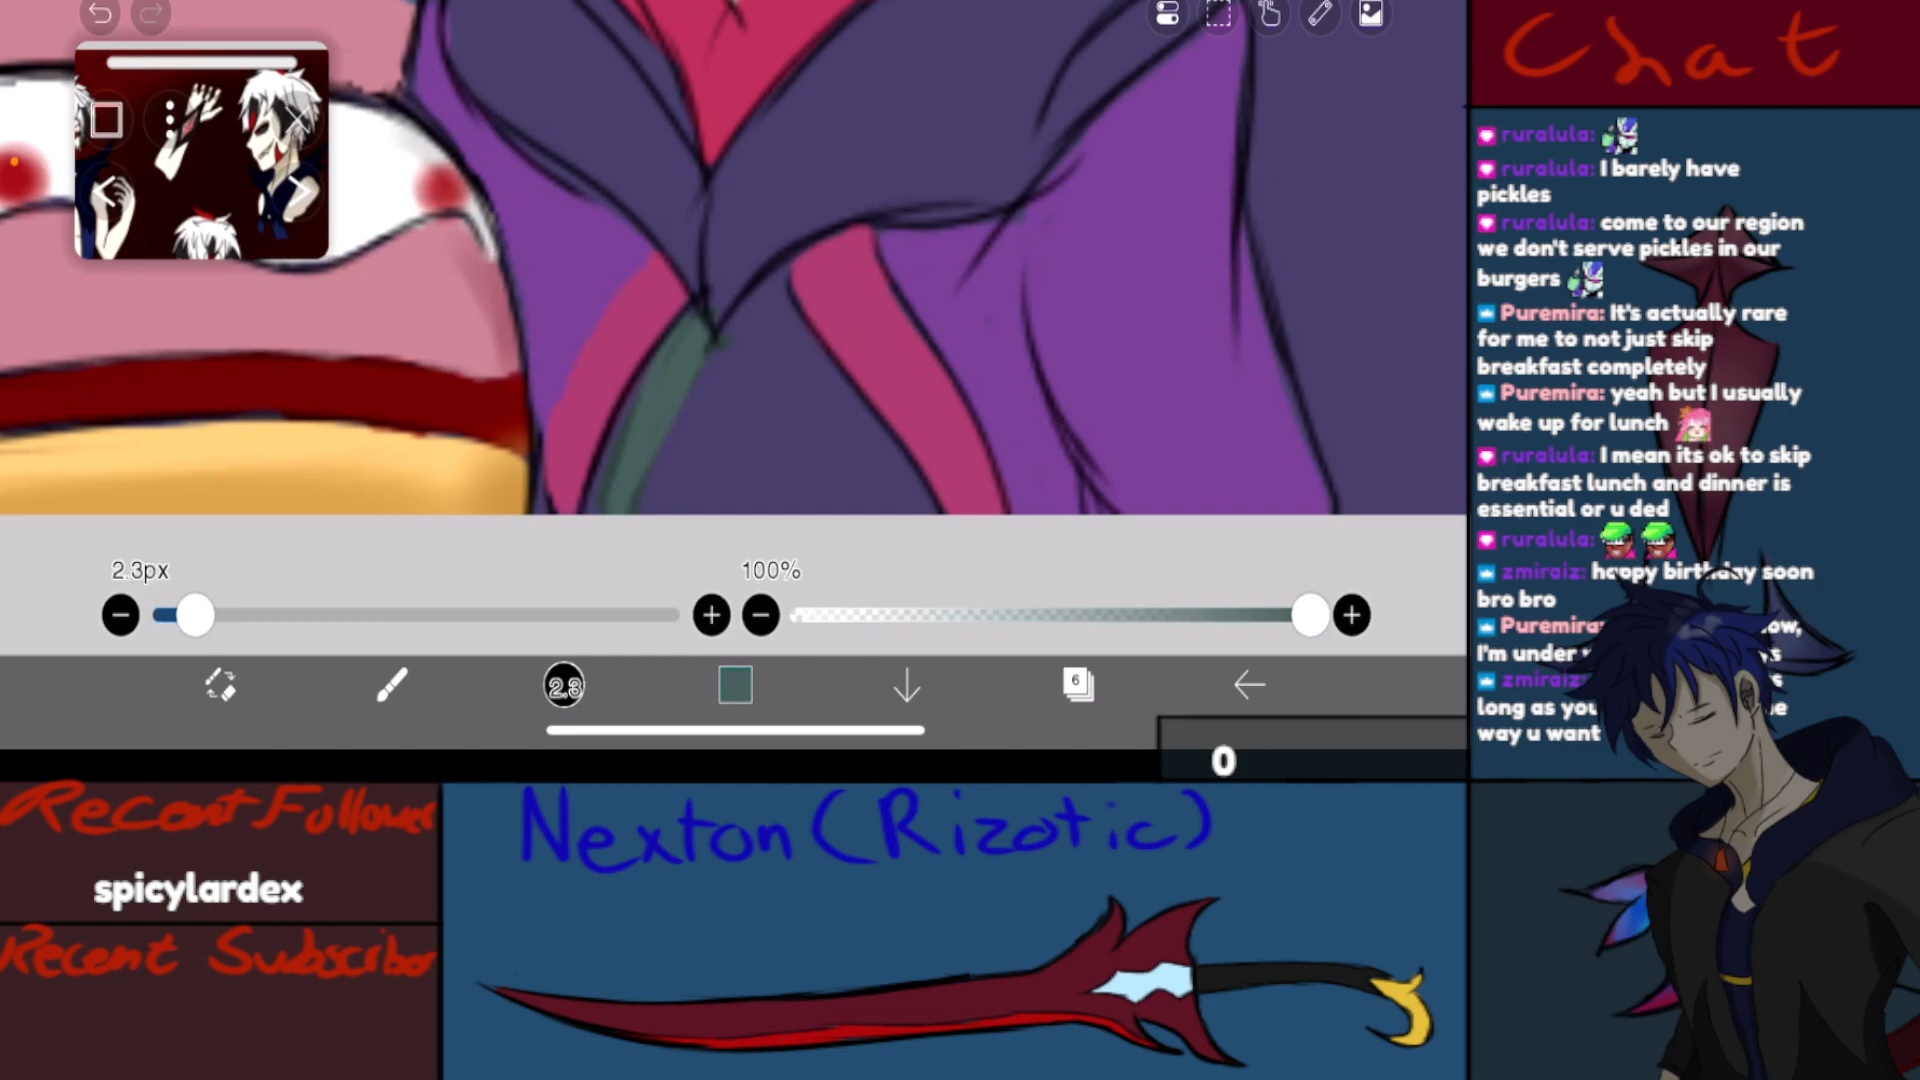 Chat
ruralula:
ruralula: I barely have
pickles
ruralula: come to our region
we don't serve pickles in our
burgers
Puremira: It's actually rare
for me to not just skip
breakfast completely
Puremira: yeah but I usually
wake up for lunch
ruralula: I mean its ok to skip
breakfast lunch and dinner is
essential or u ded
ruralula:
zmiraiz: happy birthday soon
bro bro
Puremira:
I'm under
zmiraiz:
long as you
way u want
2.3px
100%
2.3
6
0
Recent Follower
spicylardex
Recent Subscriber
Nexton (Rizotic)